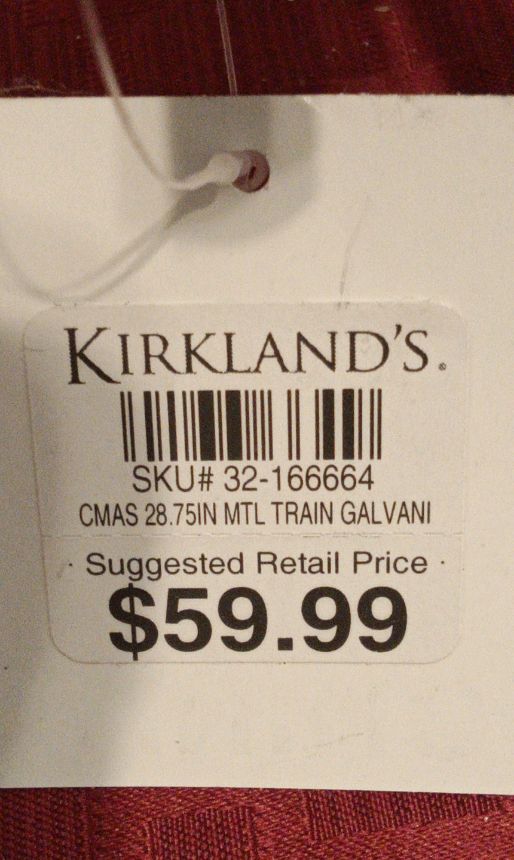 KIRKLAND'S.
SKU# 32-166664
CMAS 28.75IN MTL TRAIN GALVANI
· Suggested Retail Price ·
$59.99